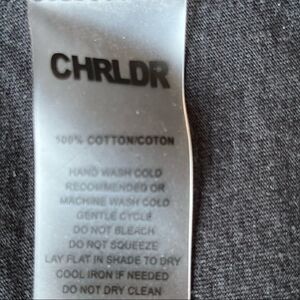 CHRLDR
100% COTTON/COTON
HAND WASH COLD
RECOMMENDED OR
MACHINE WASH COLD
GENTLE CYCLE
DO NOT BLEACH
DO NOT SQUEEZE
LAY FLAT IN SHADE TO DRY
COOL IRON IF NEEDED
DO NOT DRY CLEAN